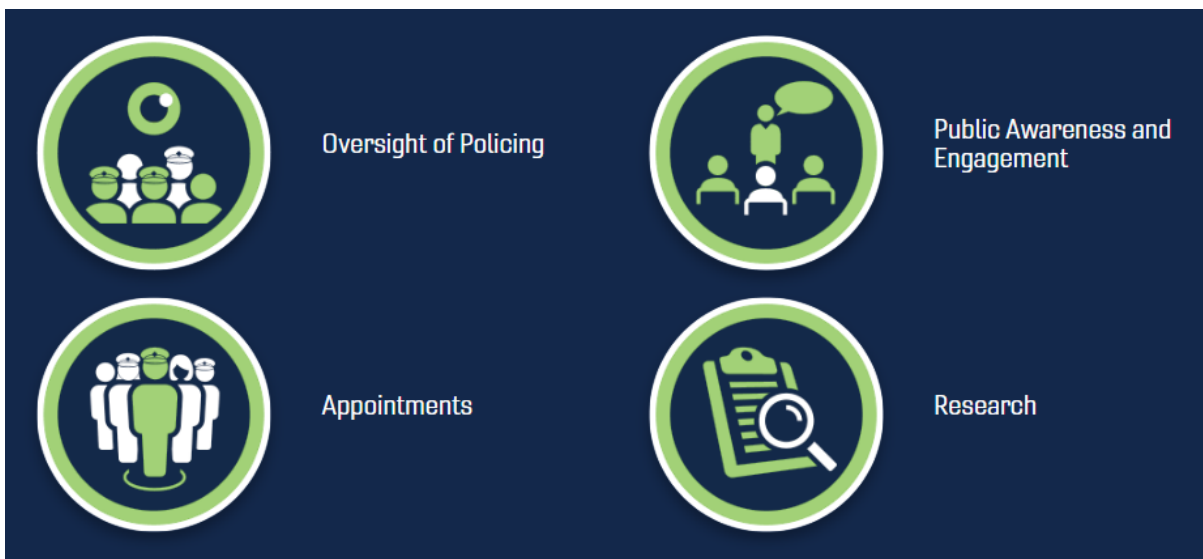 Oversight of Policing
Public Awareness and
Engagement
Appointments
Research